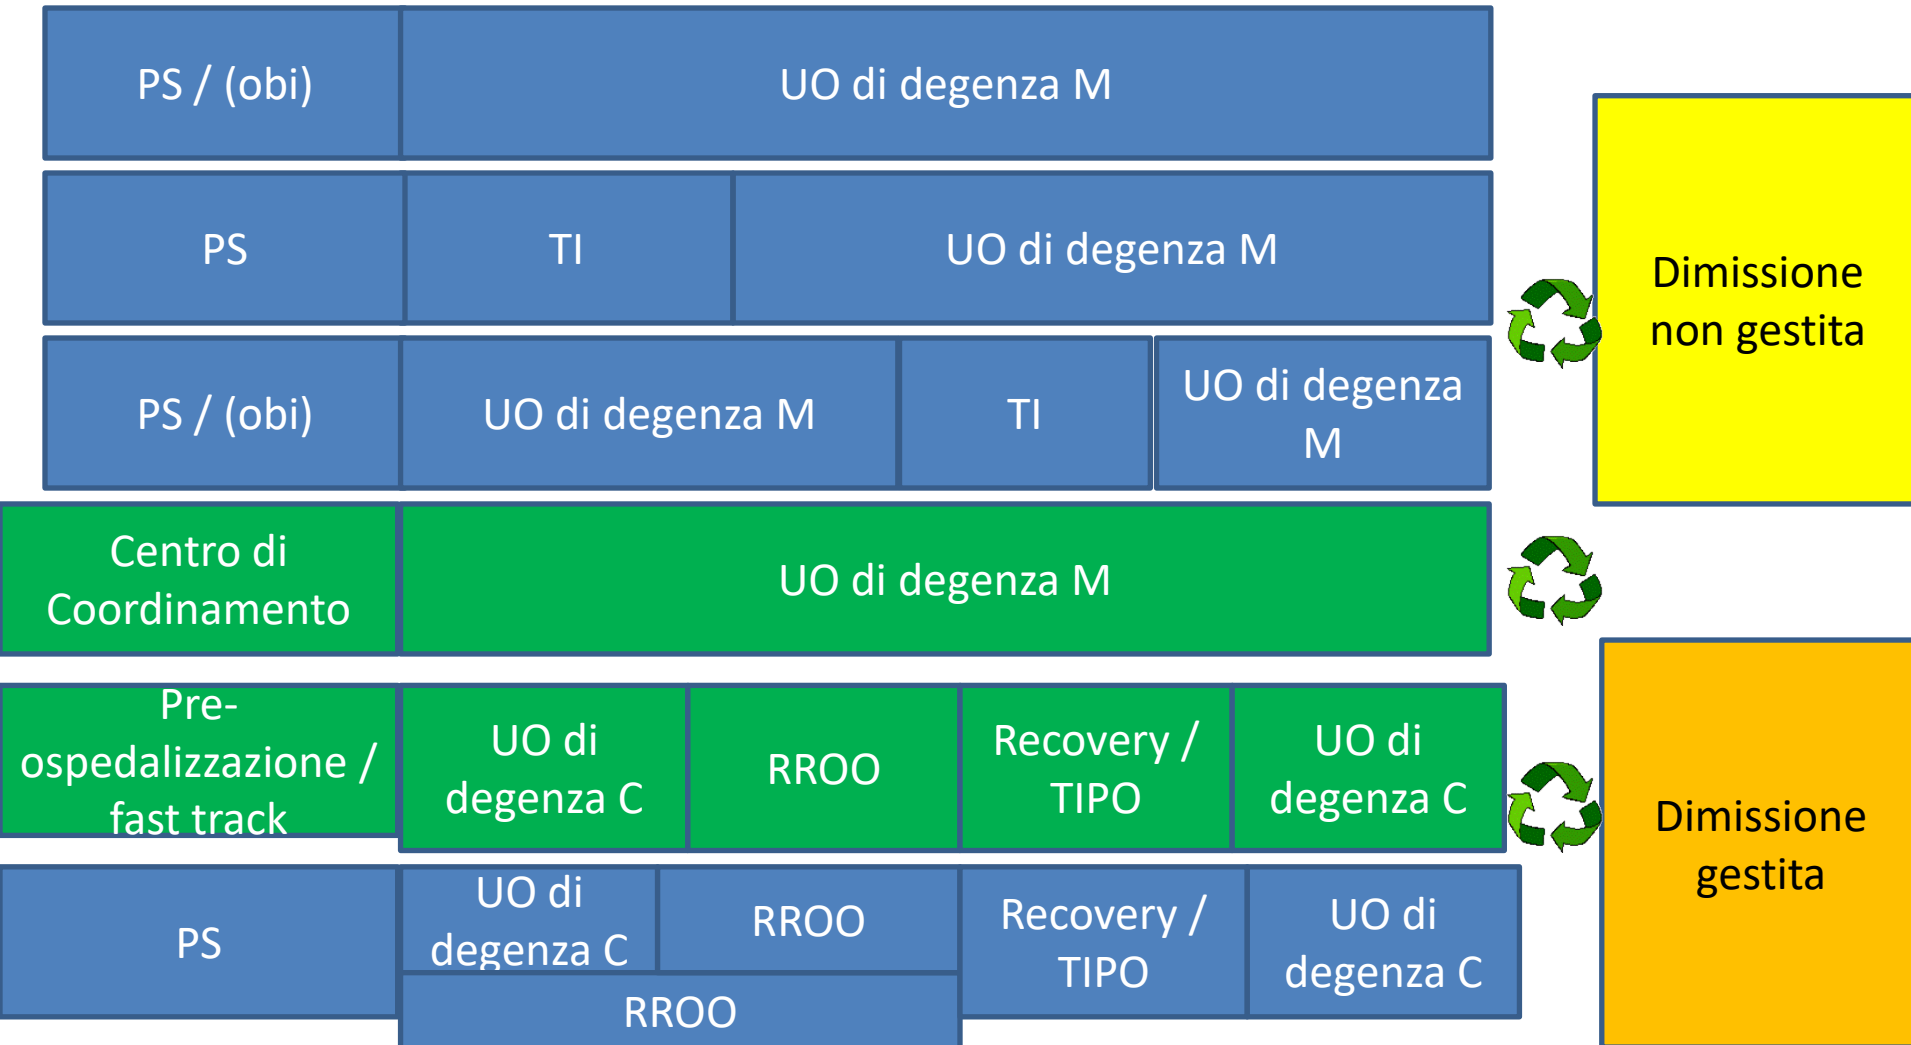 PS / (obi)
UO di degenza M
PS
TI
UO di degenza M
PS / (obi)
UO di degenza M
TI
UO di degenza
M
Dimissione
non gestita
Centro di
Coordinamento
UO di degenza M
Pre-
ospedalizzazione /
fast track
UO di
degenza C
RROO
Recovery /
TIPO
UO di
degenza C
PS
UO di
degenza C
RROO
RROO
Recovery /
TIPO
UO di
degenza C
Dimissione
gestita